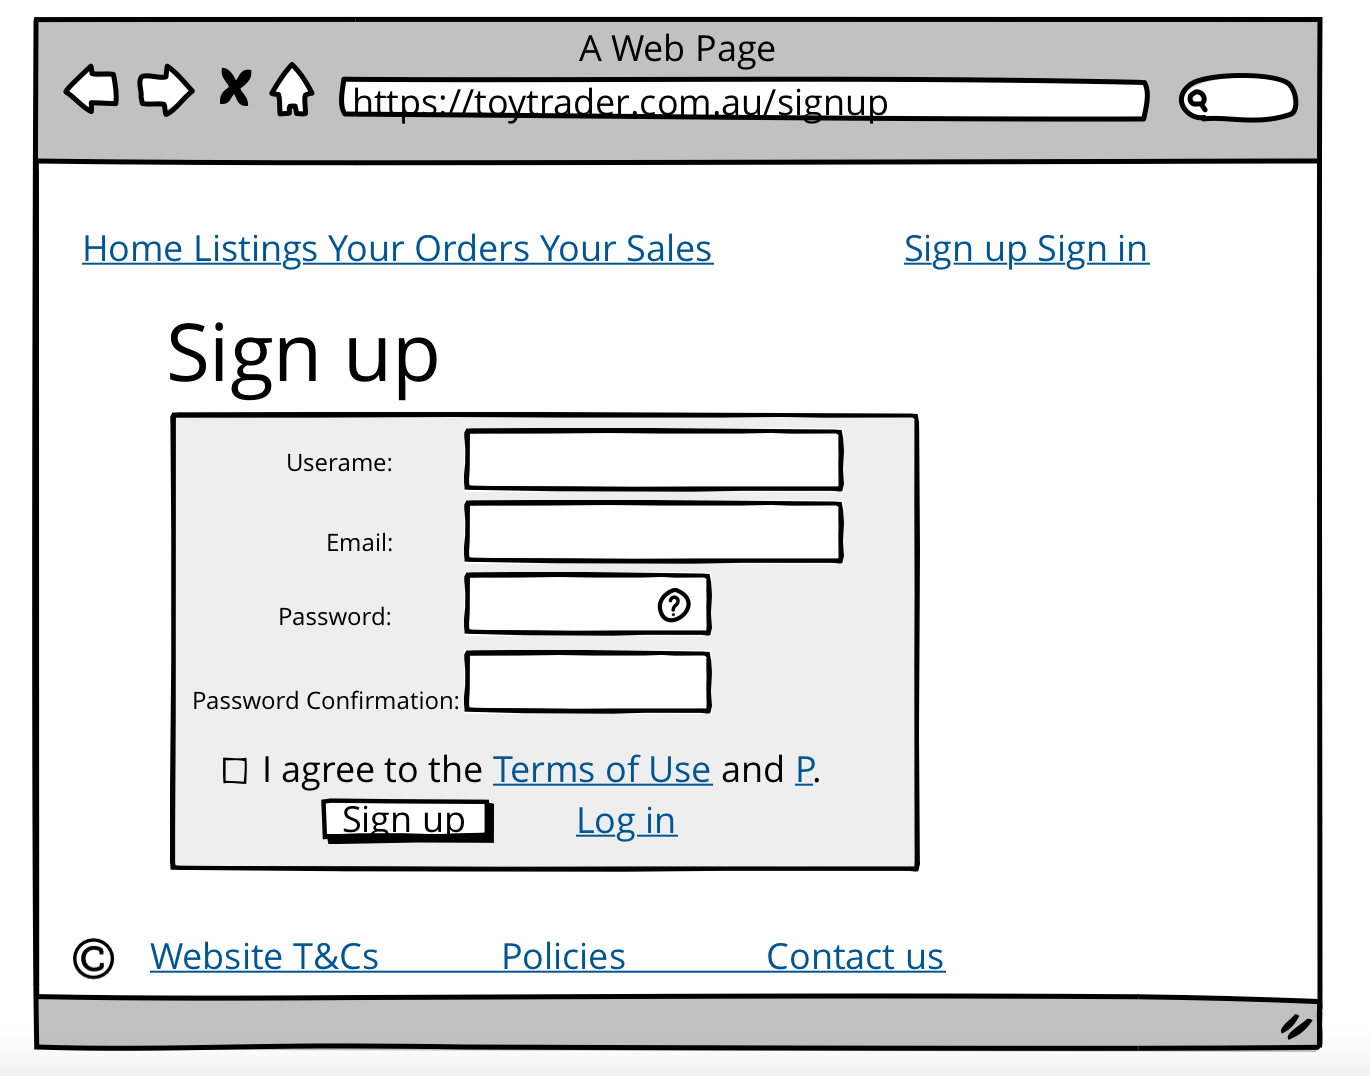 A Web Page
https://toytrader.com.au/signup
Home Listings Your Orders Your Sales Sign up Sign in
Sign up
Userame:
Email:
Password: ?
Password Confirmation:
I agree to the Terms of Use and P.
Sign up Log in
© Website T&Cs Policies Contact us